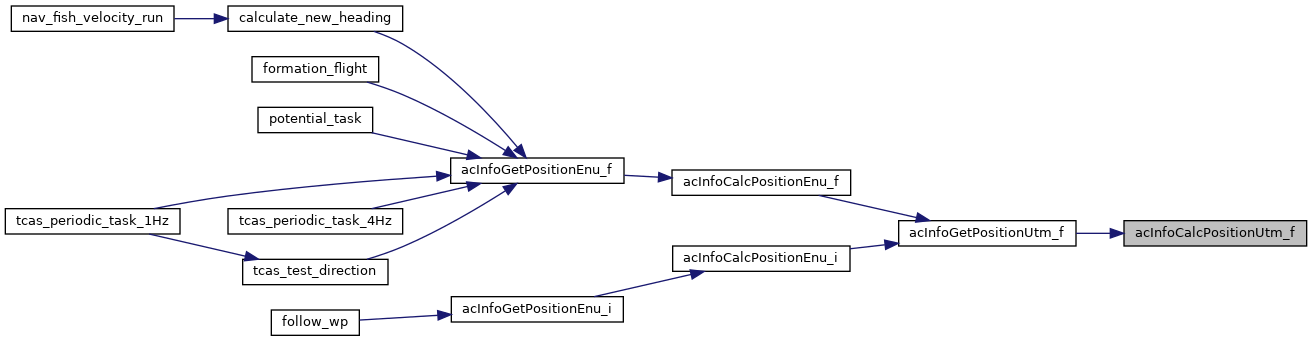 nav_fish_velocity_run
calculate_new_heading
formation_flight
potential_task
acInfoGetPositionEnu_f
acInfoCalcPositionEnu_f
tcas_periodic_task_1Hz
tcas_periodic_task_4Hz
acInfoGetPositionUtm_f
acInfoCalcPositionUtm_f
tcas_test_direction
acInfoCalcPositionEnu_i
acInfoGetPositionEnu_i
follow_wp